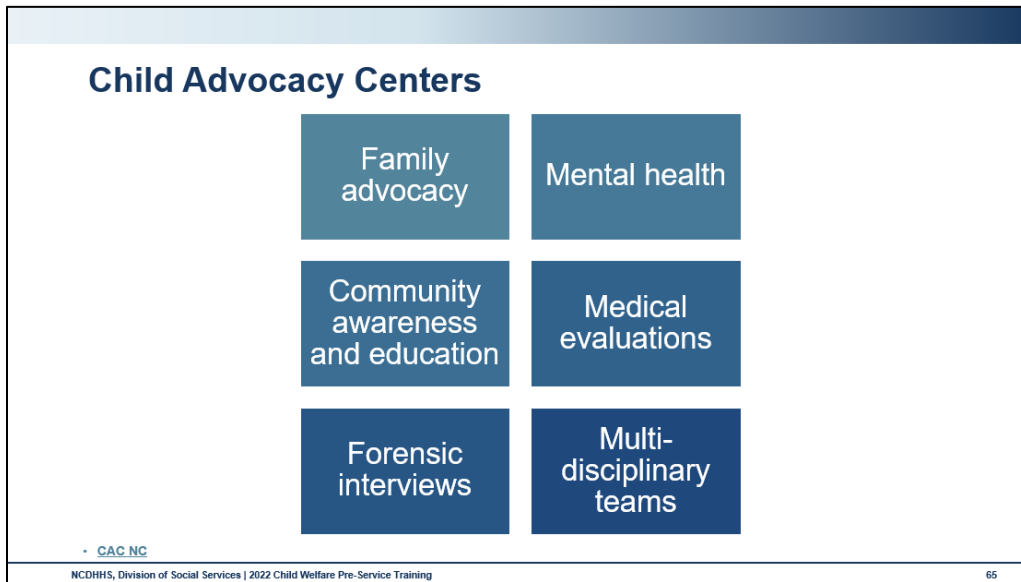 Child Advocacy Centers
Family
advocacy
Mental health
Community
awareness
and education
Medical
evaluations
Forensic
interviews
Multi-
disciplinary
teams
• CAC NC
NCDHHS, Division of Social Services | 2022 Child Welfare Pre-Service Training
65